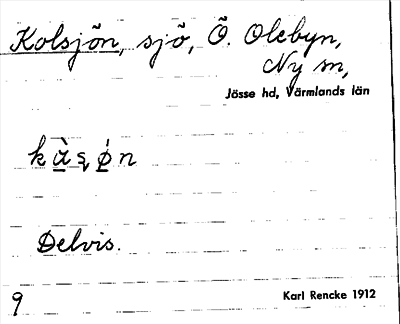 Kolsjön, sjö, Ö. Olebyn,
Ny sn,
Jösse hd, Värmlands län
Delvis.
9
Karl Rencke 1912